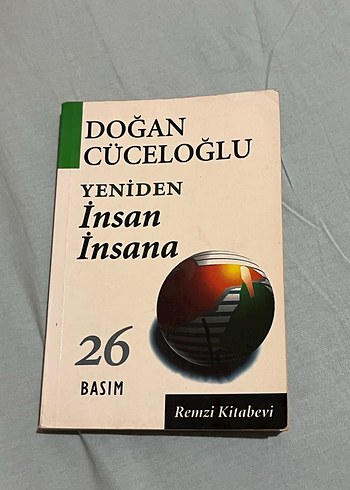 DOĞAN
CÜCELOĞLU
YENİDEN
İnsan
İnsana
26
BASIM
Remzi Kitabevi